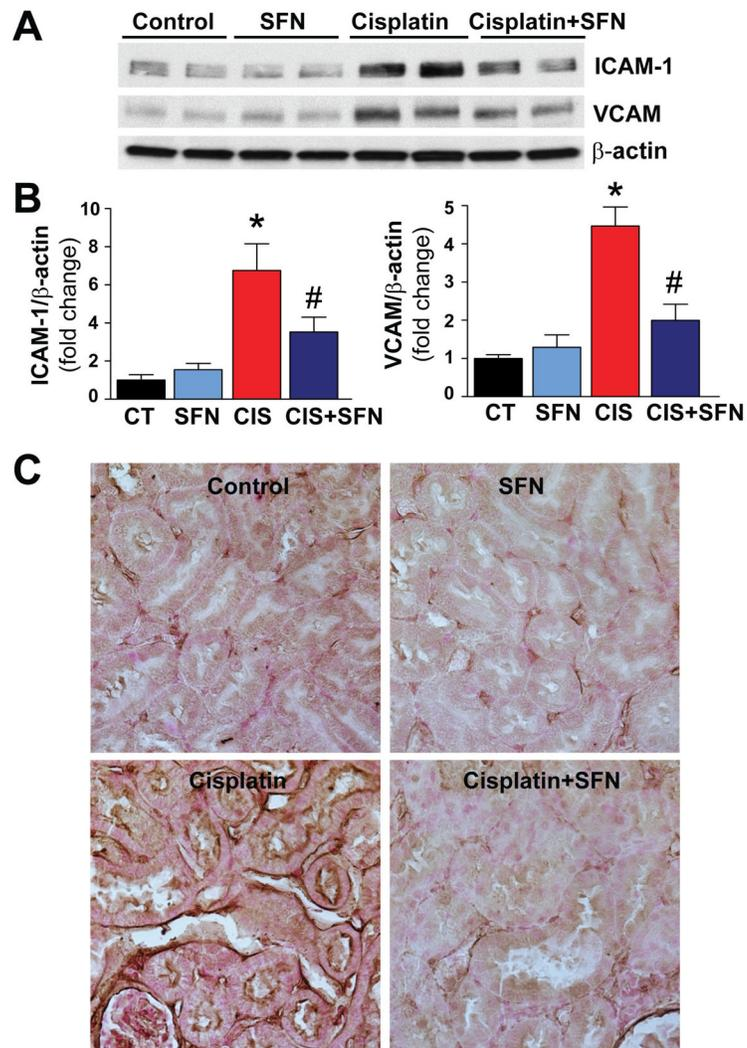 A
Control SFN Cisplatin Cisplatin+SFN
ICAM-1
VCAM
β-actin
B
ICAM-1/β-actin
(fold change)
10
8
6
4
2
0
*
#
CT SFN CIS CIS+SFN
VCAM/β-actin
(fold change)
5
4
3
2
1
0
*
#
CT SFN CIS CIS+SFN
C
Control
SFN
Cisplatin
Cisplatin+SFN